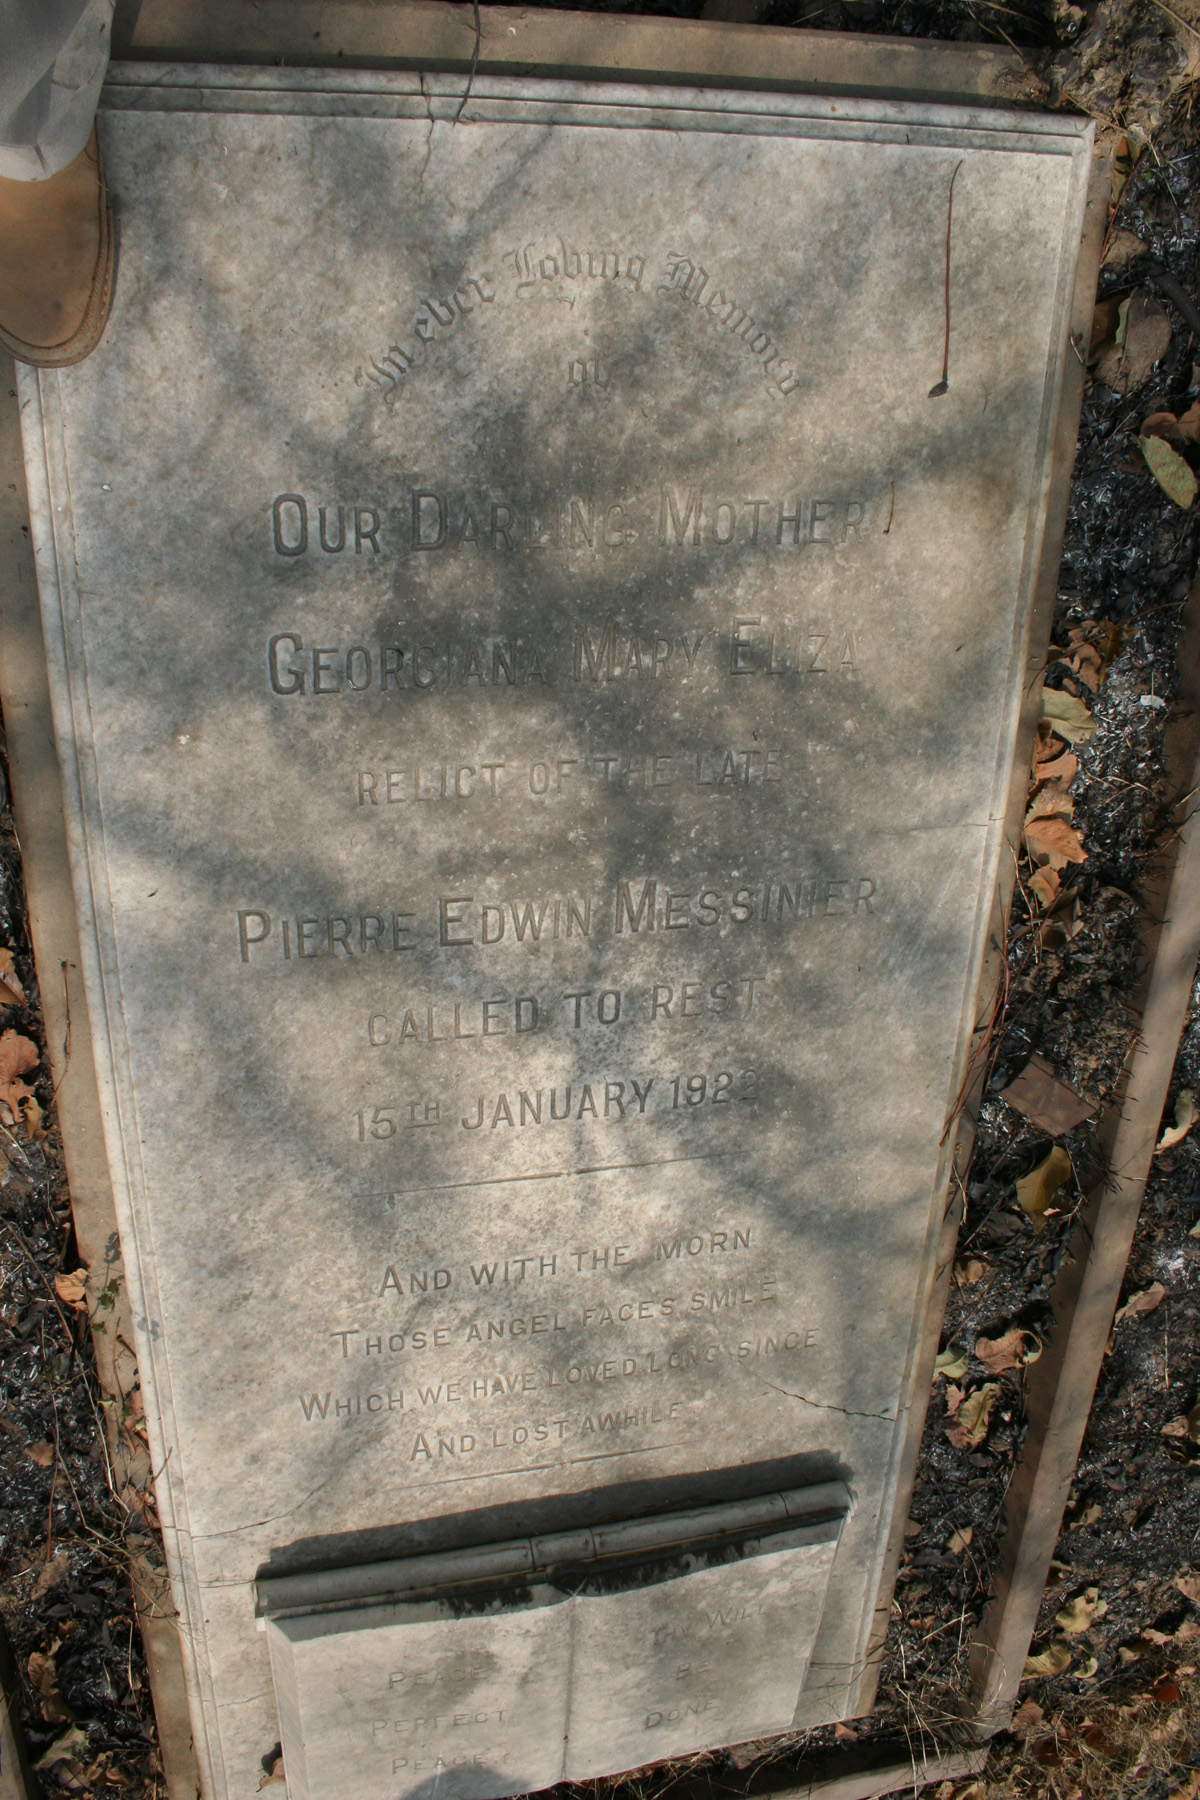 In ever Loving Memory
of
OUR DARLING MOTHER
GEORGIANA MARY ELIZA
RELICT OF THE LATE
PIERRE EDWIN MESSINIER
CALLED TO REST
15TH JANUARY 1922
AND WITH THE MORN
THOSE ANGEL FACES SMILE
WHICH WE HAVE LOVED LONG SINCE
AND LOST AWHILE
PEACE
PERFECT
PEACE
THY WILL
BE
DONE